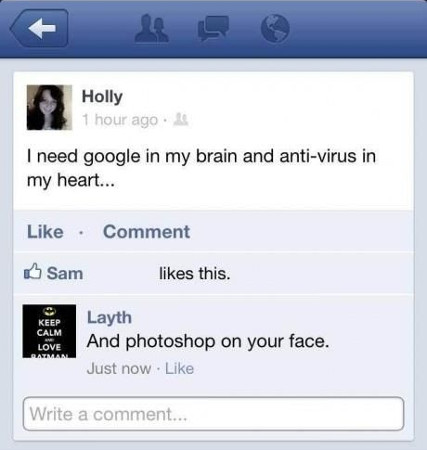 Holly
1 hour ago ·
I need google in my brain and anti-virus in
my heart...
Like · Comment
Sam likes this.
KEEP
CALM
AND
LOVE
BATMAN
Layth
And photoshop on your face.
Just now · Like
Write a comment...